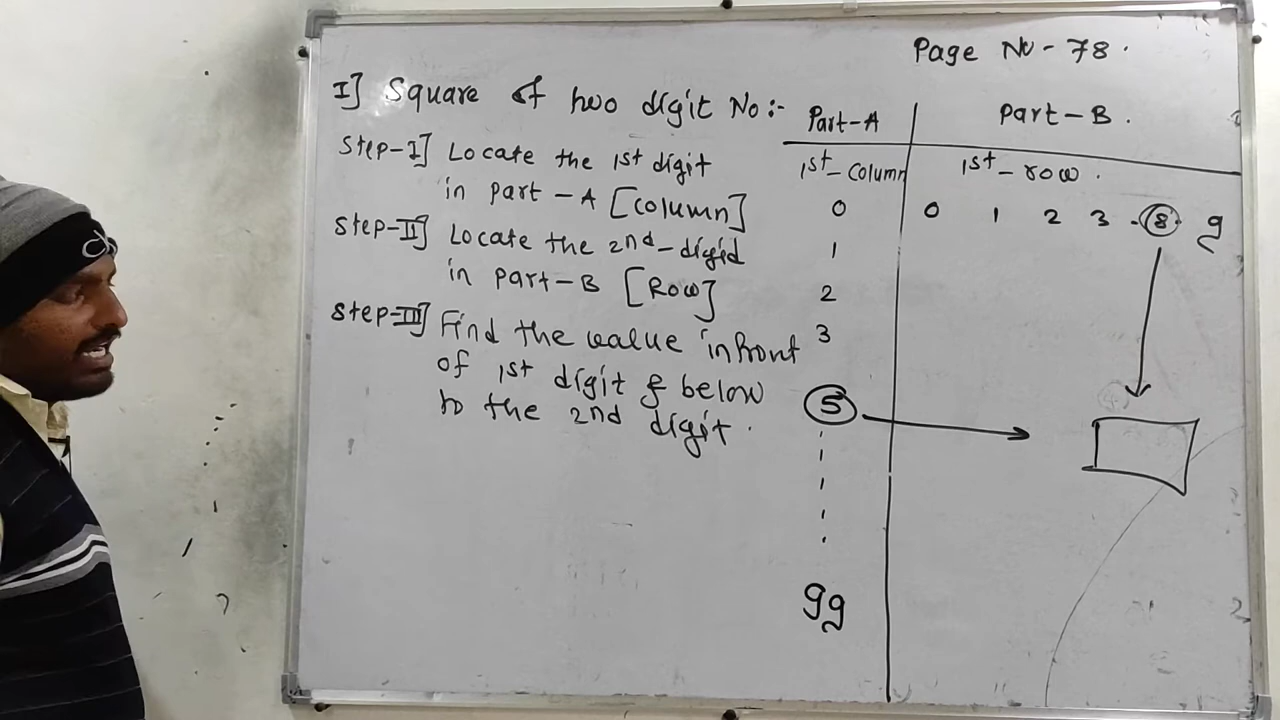 Page No - 78.
I] Square of two digit No :-
Step-I] Locate the 1st digit
in part - A [column]
Step-II] Locate the 2nd - digid
in part - B [Row]
Step-III] Find the value infront
of 1st digit & below
to the 2nd digit.
Part-A
Part-B.
1st - column
1st - row.
0
0 1 2 3 - 8 - 9
1
2
3
5
99